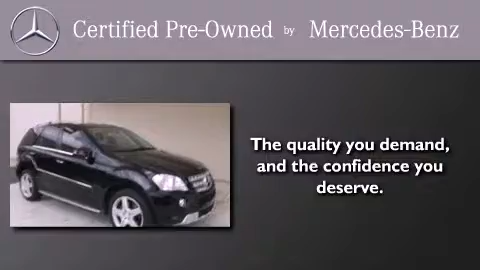 Certified Pre-Owned by Mercedes-Benz
The quality you demand,
and the confidence you
deserve.